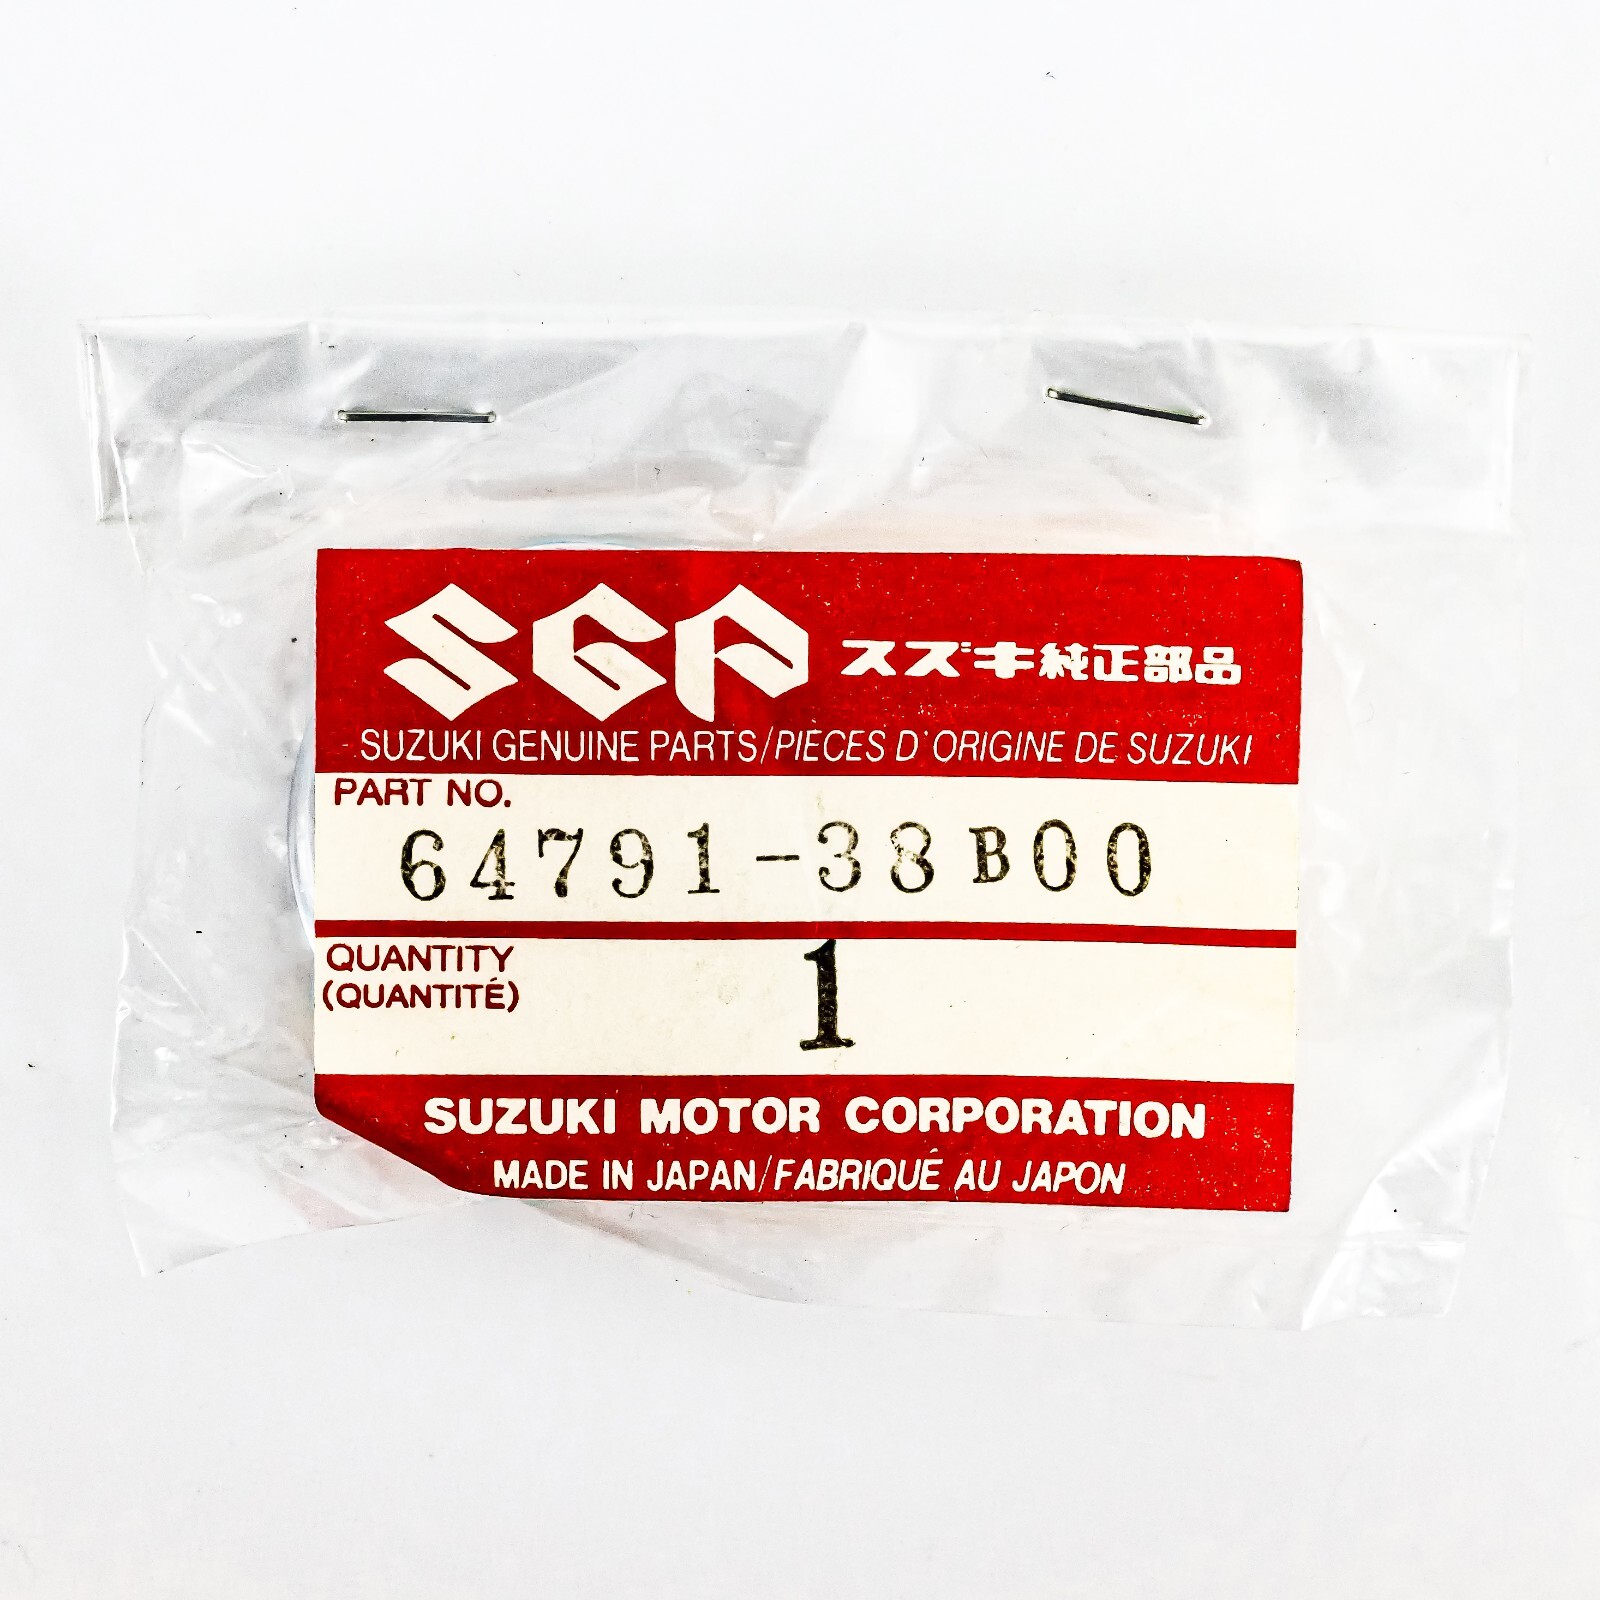 SGP スズキ純正部品
SUZUKI GENUINE PARTS/PIÈCES D'ORIGINE DE SUZUKI
PART NO.
64791-38B00
QUANTITY
(QUANTITÉ)
1
SUZUKI MOTOR CORPORATION
MADE IN JAPAN/FABRIQUÉ AU JAPON